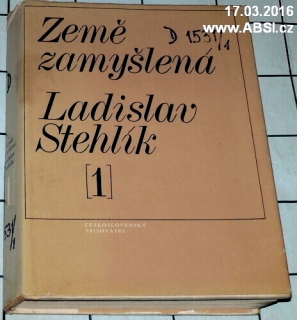 17.03.2016
www.ABSI.cz
Země
zamyšlená
D 1531/1
Ladislav
Stehlík
[1]
ČESKOSLOVENSKÝ
SPISOVATEL